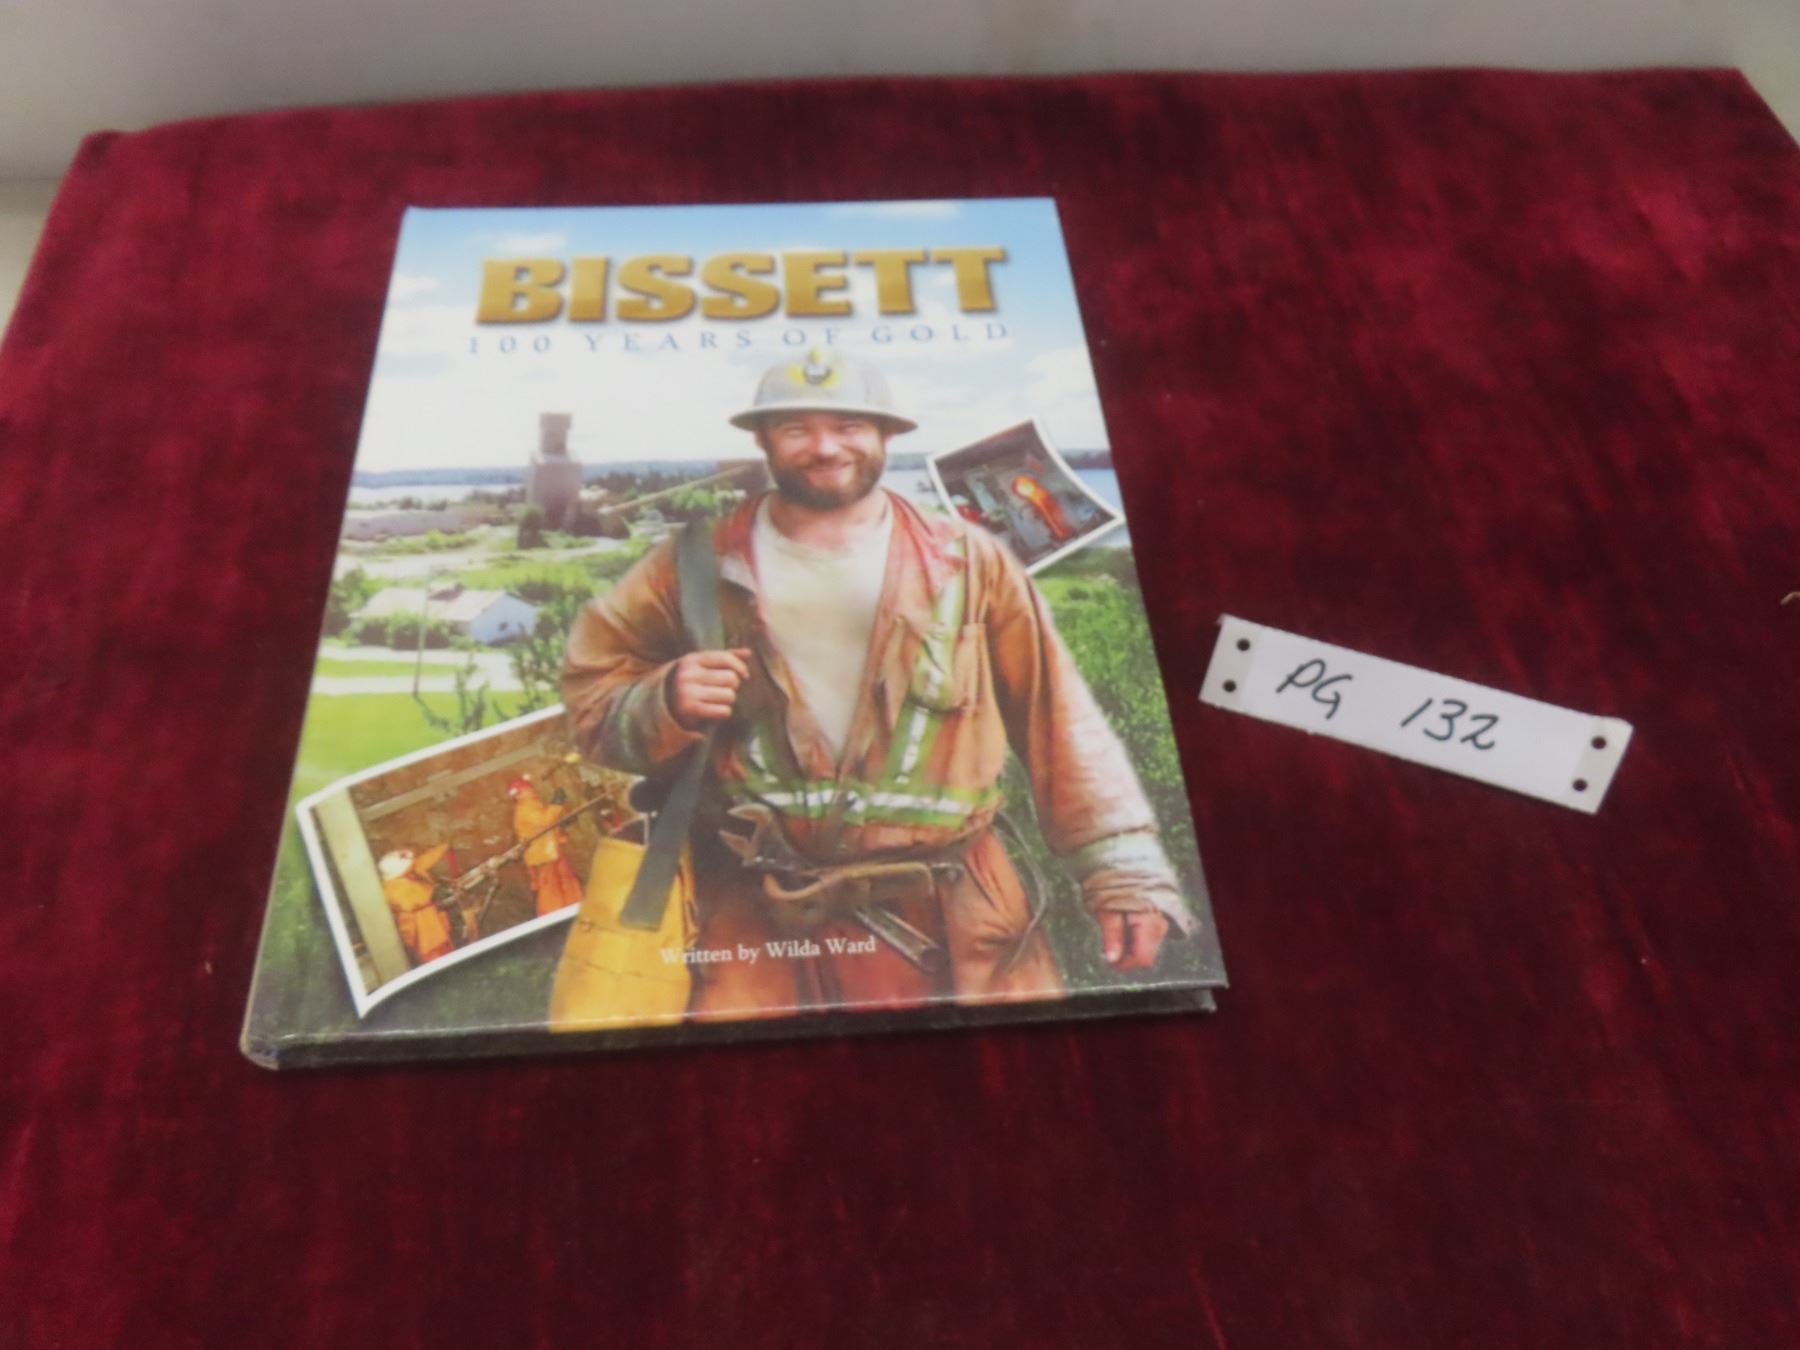 BISSETT
100 YEARS OF GOLD
Written by Wilda Ward
PG 132